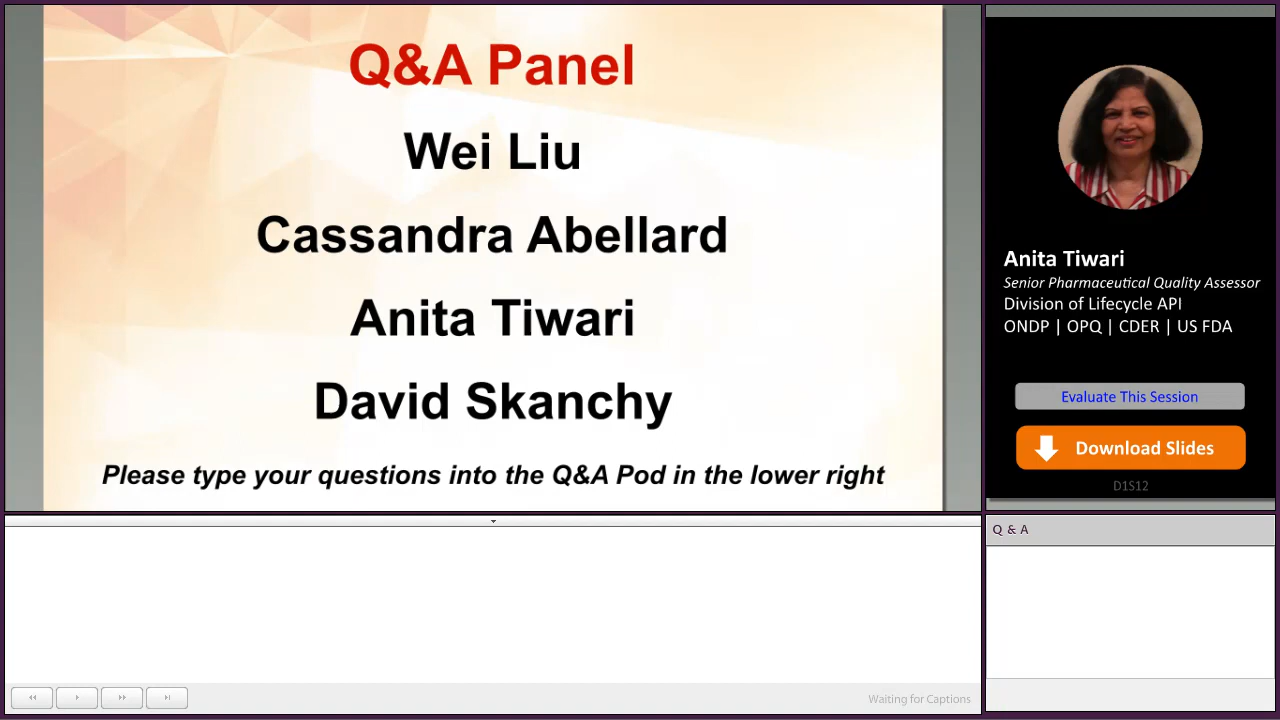 Q&A Panel
Wei Liu
Cassandra Abellard
Anita Tiwari
David Skanchy
Please type your questions into the Q&A Pod in the lower right
Anita Tiwari
Senior Pharmaceutical Quality Assessor
Division of Lifecycle API
ONDP | OPQ | CDER | US FDA
Evaluate This Session
Download Slides
D1S12
Q & A
Waiting for Captions